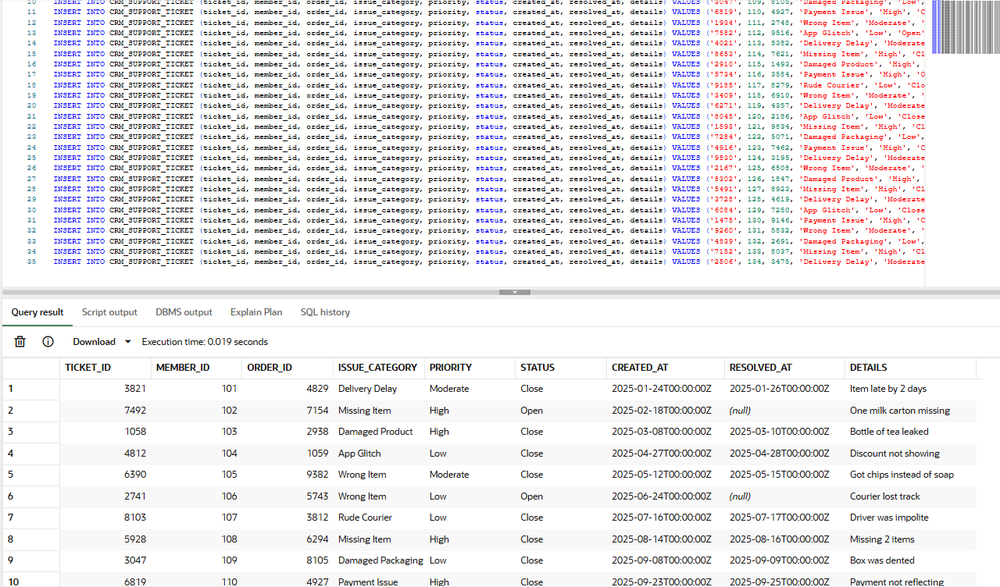 10 INSERT INTO CRM_SUPPORT_TICKET (ticket_id, member_id, order_id, issue_category, priority, status, created_at, resolved_at, details) VALUES ('3047', 109, 8105, 'Damaged Packaging', 'Low',
11 INSERT INTO CRM_SUPPORT_TICKET (ticket_id, member_id, order_id, issue_category, priority, status, created_at, resolved_at, details) VALUES ('6819', 110, 4927, 'Payment Issue', 'High', 'C
12 INSERT INTO CRM_SUPPORT_TICKET (ticket_id, member_id, order_id, issue_category, priority, status, created_at, resolved_at, details) VALUES ('1934', 111, 2748, 'Wrong Item', 'Moderate', '
13 INSERT INTO CRM_SUPPORT_TICKET (ticket_id, member_id, order_id, issue_category, priority, status, created_at, resolved_at, details) VALUES ('7582', 112, 9516, 'App Glitch', 'Low', 'Open'
14 INSERT INTO CRM_SUPPORT_TICKET (ticket_id, member_id, order_id, issue_category, priority, status, created_at, resolved_at, details) VALUES ('4021', 113, 5382, 'Delivery Delay', 'Moderate
15 INSERT INTO CRM_SUPPORT_TICKET (ticket_id, member_id, order_id, issue_category, priority, status, created_at, resolved_at, details) VALUES ('8653', 114, 7621, 'Missing Item', 'High', 'Cl
16 INSERT INTO CRM_SUPPORT_TICKET (ticket_id, member_id, order_id, issue_category, priority, status, created_at, resolved_at, details) VALUES ('2910', 115, 1493, 'Damaged Product', 'High',
17 INSERT INTO CRM_SUPPORT_TICKET (ticket_id, member_id, order_id, issue_category, priority, status, created_at, resolved_at, details) VALUES ('5734', 116, 3584, 'Payment Issue', 'High', 'O
18 INSERT INTO CRM_SUPPORT_TICKET (ticket_id, member_id, order_id, issue_category, priority, status, created_at, resolved_at, details) VALUES ('9185', 117, 8279, 'Rude Courier', 'Low', 'Clo
19 INSERT INTO CRM_SUPPORT_TICKET (ticket_id, member_id, order_id, issue_category, priority, status, created_at, resolved_at, details) VALUES ('3409', 118, 6910, 'Wrong Item', 'Moderate', '
20 INSERT INTO CRM_SUPPORT_TICKET (ticket_id, member_id, order_id, issue_category, priority, status, created_at, resolved_at, details) VALUES ('6271', 119, 4357, 'Delivery Delay', 'Moderate
21 INSERT INTO CRM_SUPPORT_TICKET (ticket_id, member_id, order_id, issue_category, priority, status, created_at, resolved_at, details) VALUES ('8045', 120, 2186, 'App Glitch', 'Low', 'Close
22 INSERT INTO CRM_SUPPORT_TICKET (ticket_id, member_id, order_id, issue_category, priority, status, created_at, resolved_at, details) VALUES ('1593', 121, 9834, 'Missing Item', 'High', 'Cl
23 INSERT INTO CRM_SUPPORT_TICKET (ticket_id, member_id, order_id, issue_category, priority, status, created_at, resolved_at, details) VALUES ('7284', 122, 5071, 'Damaged Packaging', 'Low',
24 INSERT INTO CRM_SUPPORT_TICKET (ticket_id, member_id, order_id, issue_category, priority, status, created_at, resolved_at, details) VALUES ('4916', 123, 7462, 'Payment Issue', 'High', 'C
25 INSERT INTO CRM_SUPPORT_TICKET (ticket_id, member_id, order_id, issue_category, priority, status, created_at, resolved_at, details) VALUES ('9530', 124, 3195, 'Delivery Delay', 'Moderate
26 INSERT INTO CRM_SUPPORT_TICKET (ticket_id, member_id, order_id, issue_category, priority, status, created_at, resolved_at, details) VALUES ('2167', 125, 6508, 'Wrong Item', 'Moderate', '
27 INSERT INTO CRM_SUPPORT_TICKET (ticket_id, member_id, order_id, issue_category, priority, status, created_at, resolved_at, details) VALUES ('8302', 126, 1847, 'Damaged Product', 'High',
28 INSERT INTO CRM_SUPPORT_TICKET (ticket_id, member_id, order_id, issue_category, priority, status, created_at, resolved_at, details) VALUES ('5491', 127, 8923, 'Missing Item', 'High', 'Cl
29 INSERT INTO CRM_SUPPORT_TICKET (ticket_id, member_id, order_id, issue_category, priority, status, created_at, resolved_at, details) VALUES ('3728', 128, 4619, 'Delivery Delay', 'Moderate
30 INSERT INTO CRM_SUPPORT_TICKET (ticket_id, member_id, order_id, issue_category, priority, status, created_at, resolved_at, details) VALUES ('6084', 129, 7250, 'App Glitch', 'Low', 'Close
31 INSERT INTO CRM_SUPPORT_TICKET (ticket_id, member_id, order_id, issue_category, priority, status, created_at, resolved_at, details) VALUES ('1475', 130, 9146, 'Payment Issue', 'High', 'C
32 INSERT INTO CRM_SUPPORT_TICKET (ticket_id, member_id, order_id, issue_category, priority, status, created_at, resolved_at, details) VALUES ('9260', 131, 5832, 'Wrong Item', 'Moderate', '
33 INSERT INTO CRM_SUPPORT_TICKET (ticket_id, member_id, order_id, issue_category, priority, status, created_at, resolved_at, details) VALUES ('4839', 132, 2691, 'Damaged Packaging', 'Low',
34 INSERT INTO CRM_SUPPORT_TICKET (ticket_id, member_id, order_id, issue_category, priority, status, created_at, resolved_at, details) VALUES ('7152', 133, 8037, 'Missing Item', 'High', 'Cl
35 INSERT INTO CRM_SUPPORT_TICKET (ticket_id, member_id, order_id, issue_category, priority, status, created_at, resolved_at, details) VALUES ('2506', 134, 3475, 'Delivery Delay', 'Moderate
Query result Script output DBMS output Explain Plan SQL history
Download Execution time: 0.019 seconds
TICKET_ID MEMBER_ID ORDER_ID ISSUE_CATEGORY PRIORITY STATUS CREATED_AT RESOLVED_AT DETAILS
1 3821 101 4829 Delivery Delay Moderate Close 2025-01-24T00:00:00Z 2025-01-26T00:00:00Z Item late by 2 days
2 7492 102 7154 Missing Item High Open 2025-02-18T00:00:00Z (null) One milk carton missing
3 1058 103 2938 Damaged Product High Close 2025-03-08T00:00:00Z 2025-03-10T00:00:00Z Bottle of tea leaked
4 4812 104 1059 App Glitch Low Close 2025-04-27T00:00:00Z 2025-04-28T00:00:00Z Discount not showing
5 6390 105 9382 Wrong Item Moderate Close 2025-05-12T00:00:00Z 2025-05-15T00:00:00Z Got chips instead of soap
6 2741 106 5743 Wrong Item Low Open 2025-06-24T00:00:00Z (null) Courier lost track
7 8103 107 3812 Rude Courier Low Close 2025-07-16T00:00:00Z 2025-07-17T00:00:00Z Driver was impolite
8 5928 108 6294 Missing Item High Close 2025-08-14T00:00:00Z 2025-08-16T00:00:00Z Missing 2 items
9 3047 109 8105 Damaged Packaging Low Close 2025-09-08T00:00:00Z 2025-09-09T00:00:00Z Box was dented
10 6819 110 4927 Payment Issue High Close 2025-09-23T00:00:00Z 2025-09-25T00:00:00Z Payment not reflecting